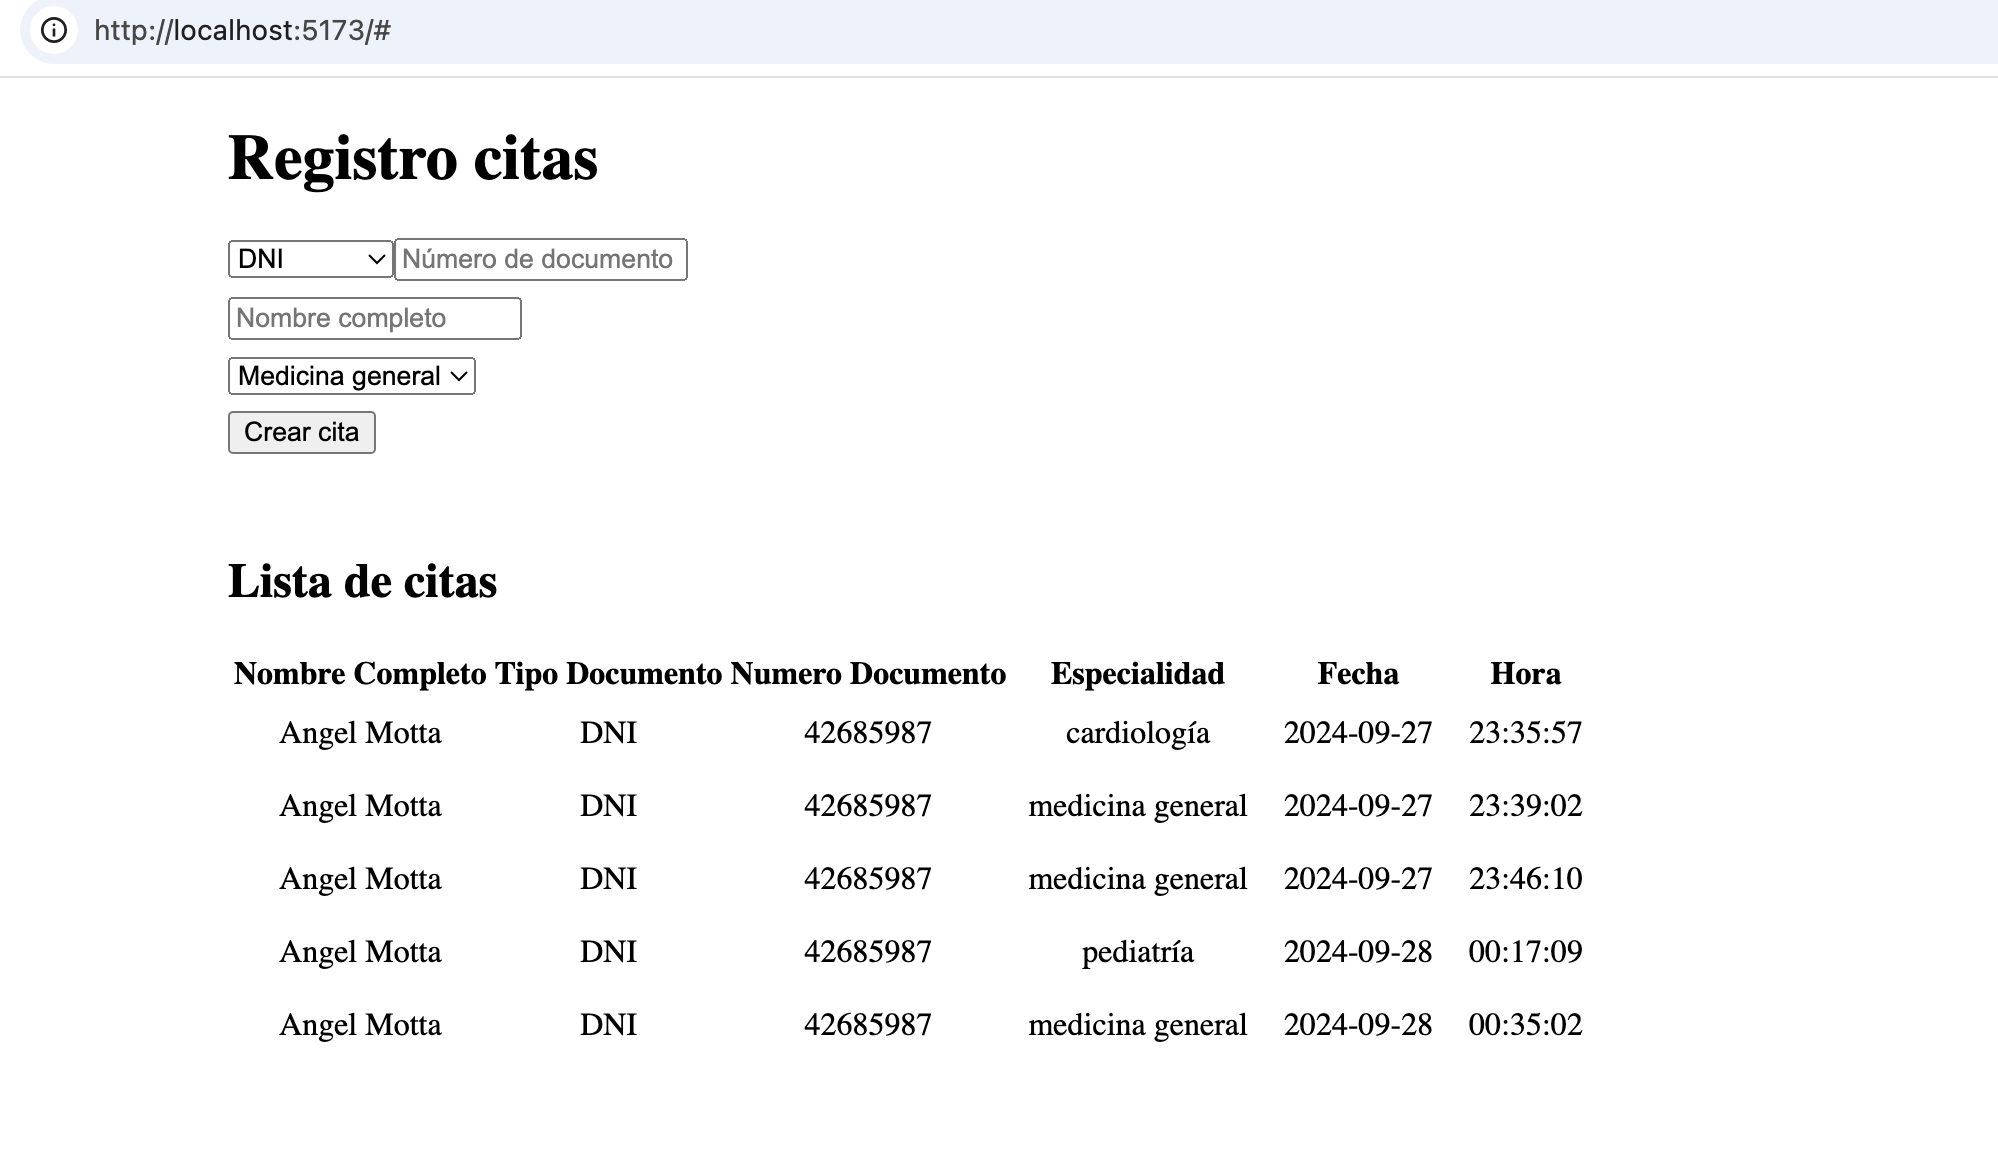 http://localhost:5173/#
Registro citas
DNI Número de documento
Nombre completo
Medicina general
Crear cita
Lista de citas
Nombre Completo Tipo Documento Numero Documento Especialidad Fecha Hora
Angel Motta DNI 42685987 cardiología 2024-09-27 23:35:57
Angel Motta DNI 42685987 medicina general 2024-09-27 23:39:02
Angel Motta DNI 42685987 medicina general 2024-09-27 23:46:10
Angel Motta DNI 42685987 pediatría 2024-09-28 00:17:09
Angel Motta DNI 42685987 medicina general 2024-09-28 00:35:02